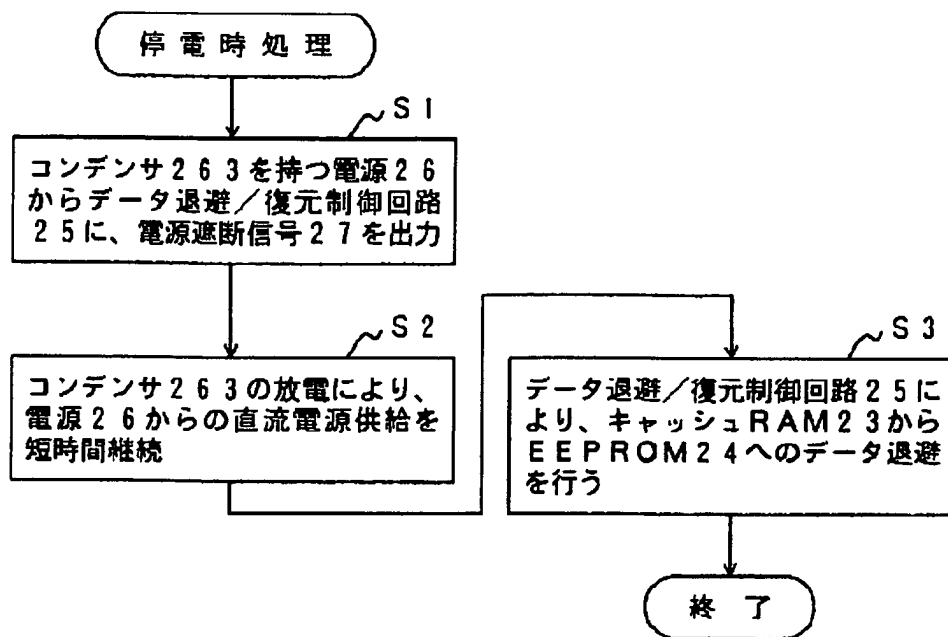 停電時処理
S1
コンデンサ263を持つ電源26
からデータ退避／復元制御回路
25に、電源遮断信号27を出力
S2
コンデンサ263の放電により、
電源26からの直流電源供給を
短時間継続
S3
データ退避／復元制御回路25に
より、キャッシュRAM23から
EEPROM24へのデータ退避
を行う
終了